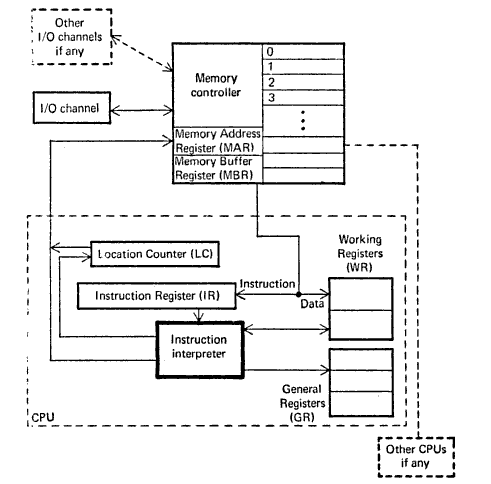 Other
I/O channels
if any
I/O channel
Memory
controller
0
1
2
3
Memory Address
Register (MAR)
Memory Buffer
Register (MBR)
Location Counter (LC)
Working
Registers
(WR)
Instruction
Data
Instruction Register (IR)
Instruction
interpreter
General
Registers
(GR)
CPU
Other CPUs
if any